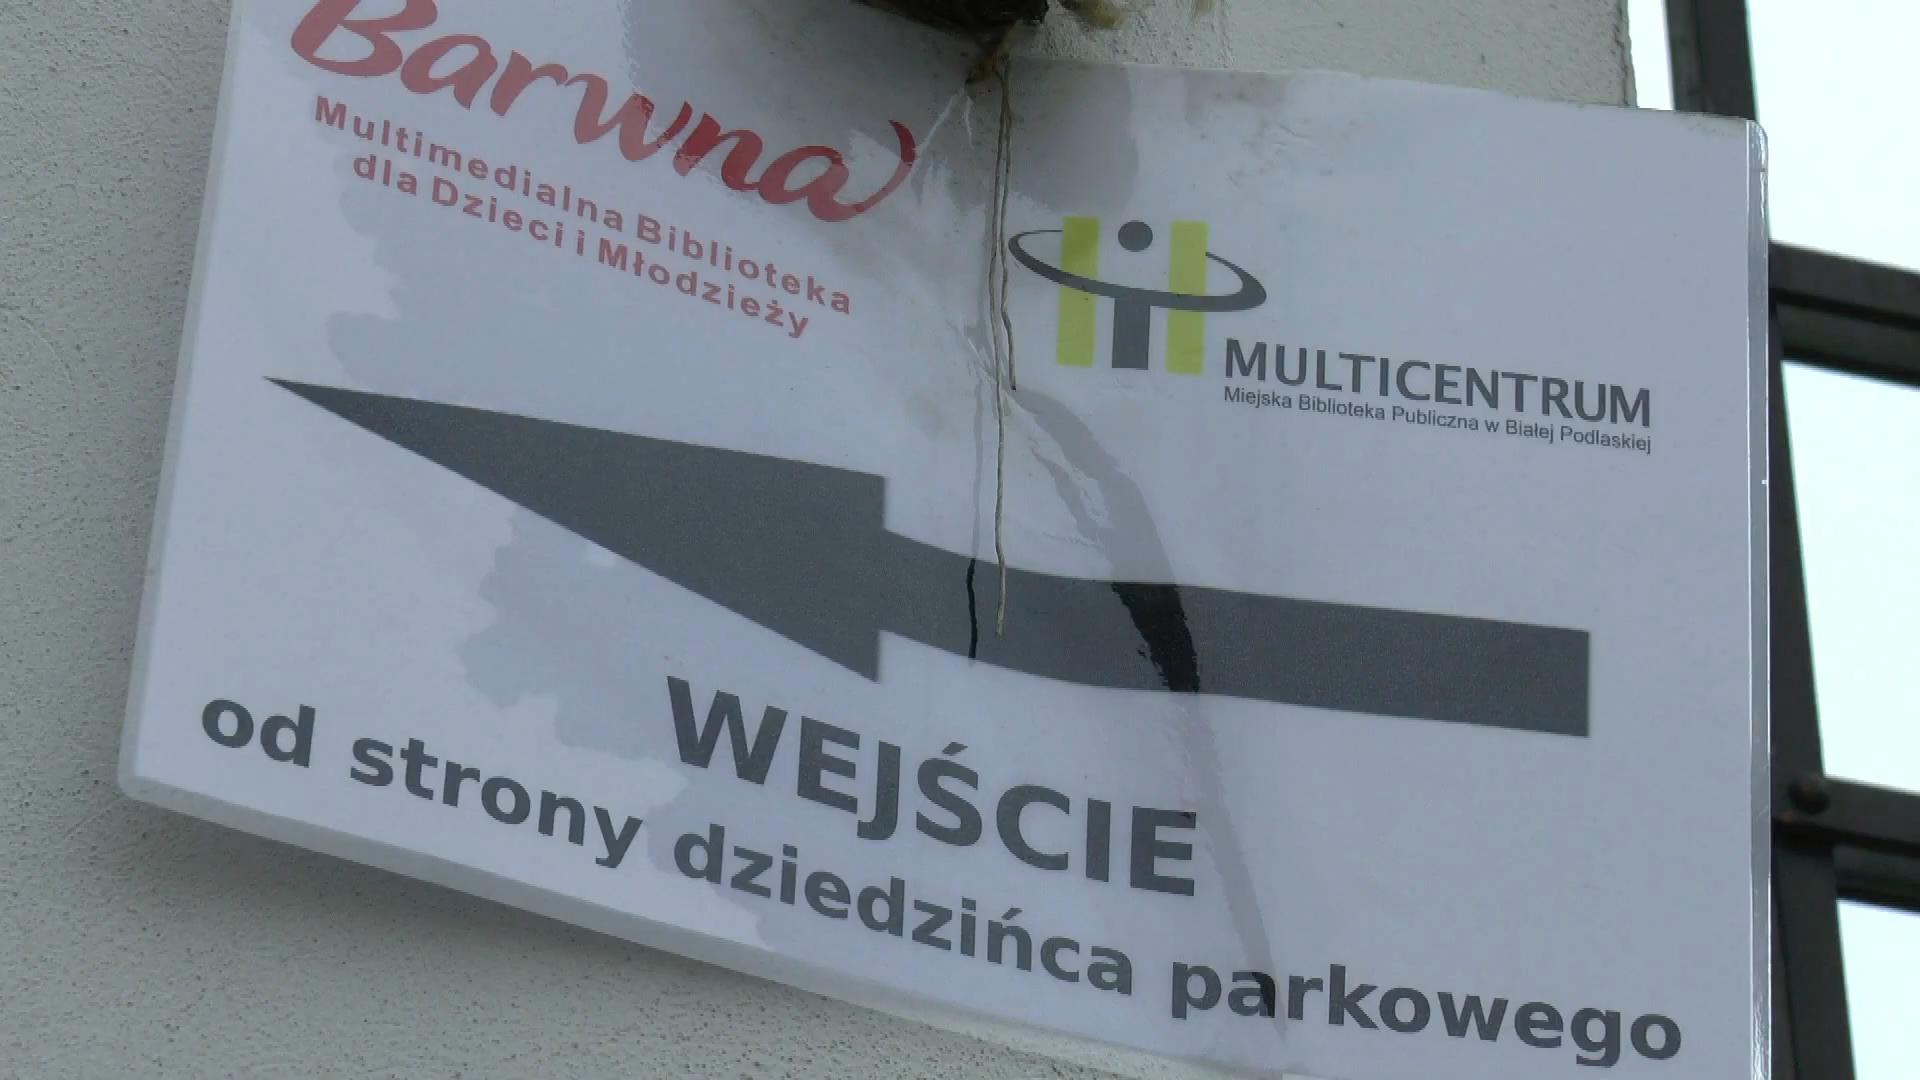 Barwna
Multimedialna Biblioteka
dla Dzieci i Młodzieży
MULTICENTRUM
Miejska Biblioteka Publiczna w Białej Podlaskiej
WEJŚCIE
od strony dziedzińca parkowego